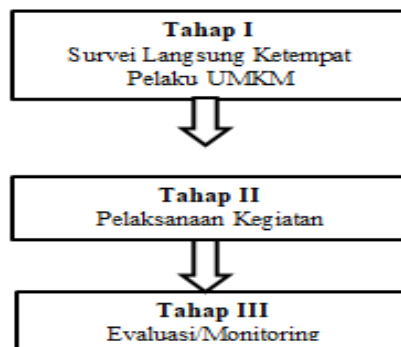 Tahap I
Survei Langsung Ketempat
Pelaku UMKM
Tahap II
Pelaksanaan Kegiatan
Tahap III
Evaluasi/Monitoring